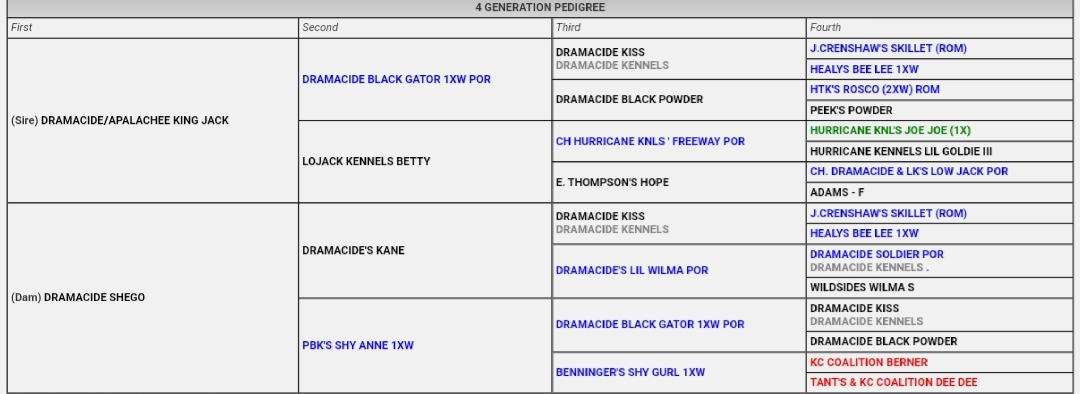 4 GENERATION PEDIGREE
First Second Third Fourth
(Sire) DRAMACIDE/APALACHEE KING JACK
DRAMACIDE BLACK GATOR 1XW POR
DRAMACIDE KISS
DRAMACIDE KENNELS
J.CRENSHAW'S SKILLET (ROM)
HEALYS BEE LEE 1XW
DRAMACIDE BLACK POWDER
HTK'S ROSCO (2XW) ROM
PEEK'S POWDER
LOJACK KENNELS BETTY
CH HURRICANE KNLS ' FREEWAY POR
HURRICANE KNL'S JOE JOE (1X)
HURRICANE KENNELS LIL GOLDIE III
E. THOMPSON'S HOPE
CH. DRAMACIDE & LK'S LOW JACK POR
ADAMS - F
(Dam) DRAMACIDE SHEGO
DRAMACIDE'S KANE
DRAMACIDE KISS
DRAMACIDE KENNELS
J.CRENSHAW'S SKILLET (ROM)
HEALYS BEE LEE 1XW
DRAMACIDE'S LIL WILMA POR
DRAMACIDE SOLDIER POR
DRAMACIDE KENNELS .
WILDSIDES WILMA S
PBK'S SHY ANNE 1XW
DRAMACIDE BLACK GATOR 1XW POR
DRAMACIDE KISS
DRAMACIDE KENNELS
DRAMACIDE BLACK POWDER
BENNINGER'S SHY GURL 1XW
KC COALITION BERNER
TANT'S & KC COALITION DEE DEE